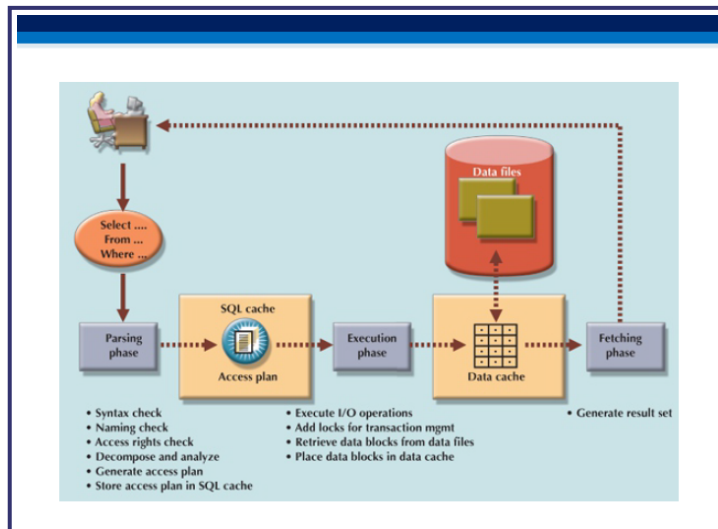 Data files
Select ....
From ...
Where ...
SQL cache
Parsing
phase
Access plan
Execution
phase
Data cache
Fetching
phase
• Syntax check
• Naming check
• Access rights check
• Decompose and analyze
• Generate access plan
• Store access plan in SQL cache
• Execute I/O operations
• Add locks for transaction mgmt
• Retrieve data blocks from data files
• Place data blocks in data cache
• Generate result set